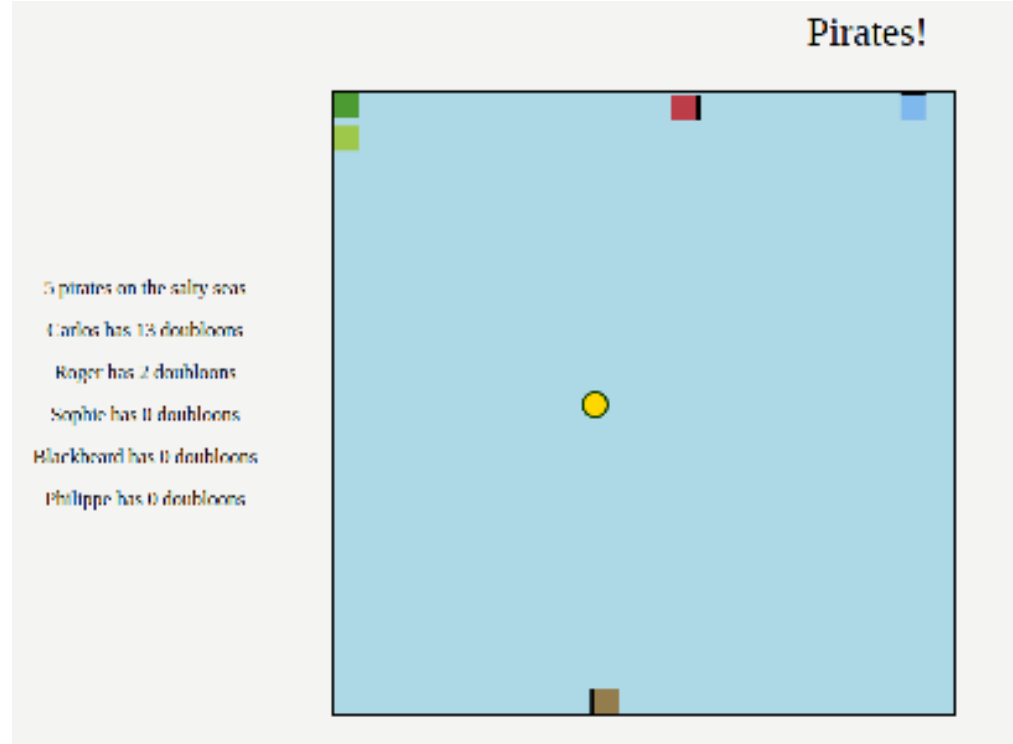 Pirates!
5 pirates on the salty seas
Carlos has 13 doubloons
Roger has 2 doubloons
Sophie has 0 doubloons
Blackbeard has 0 doubloons
Philippe has 0 doubloons